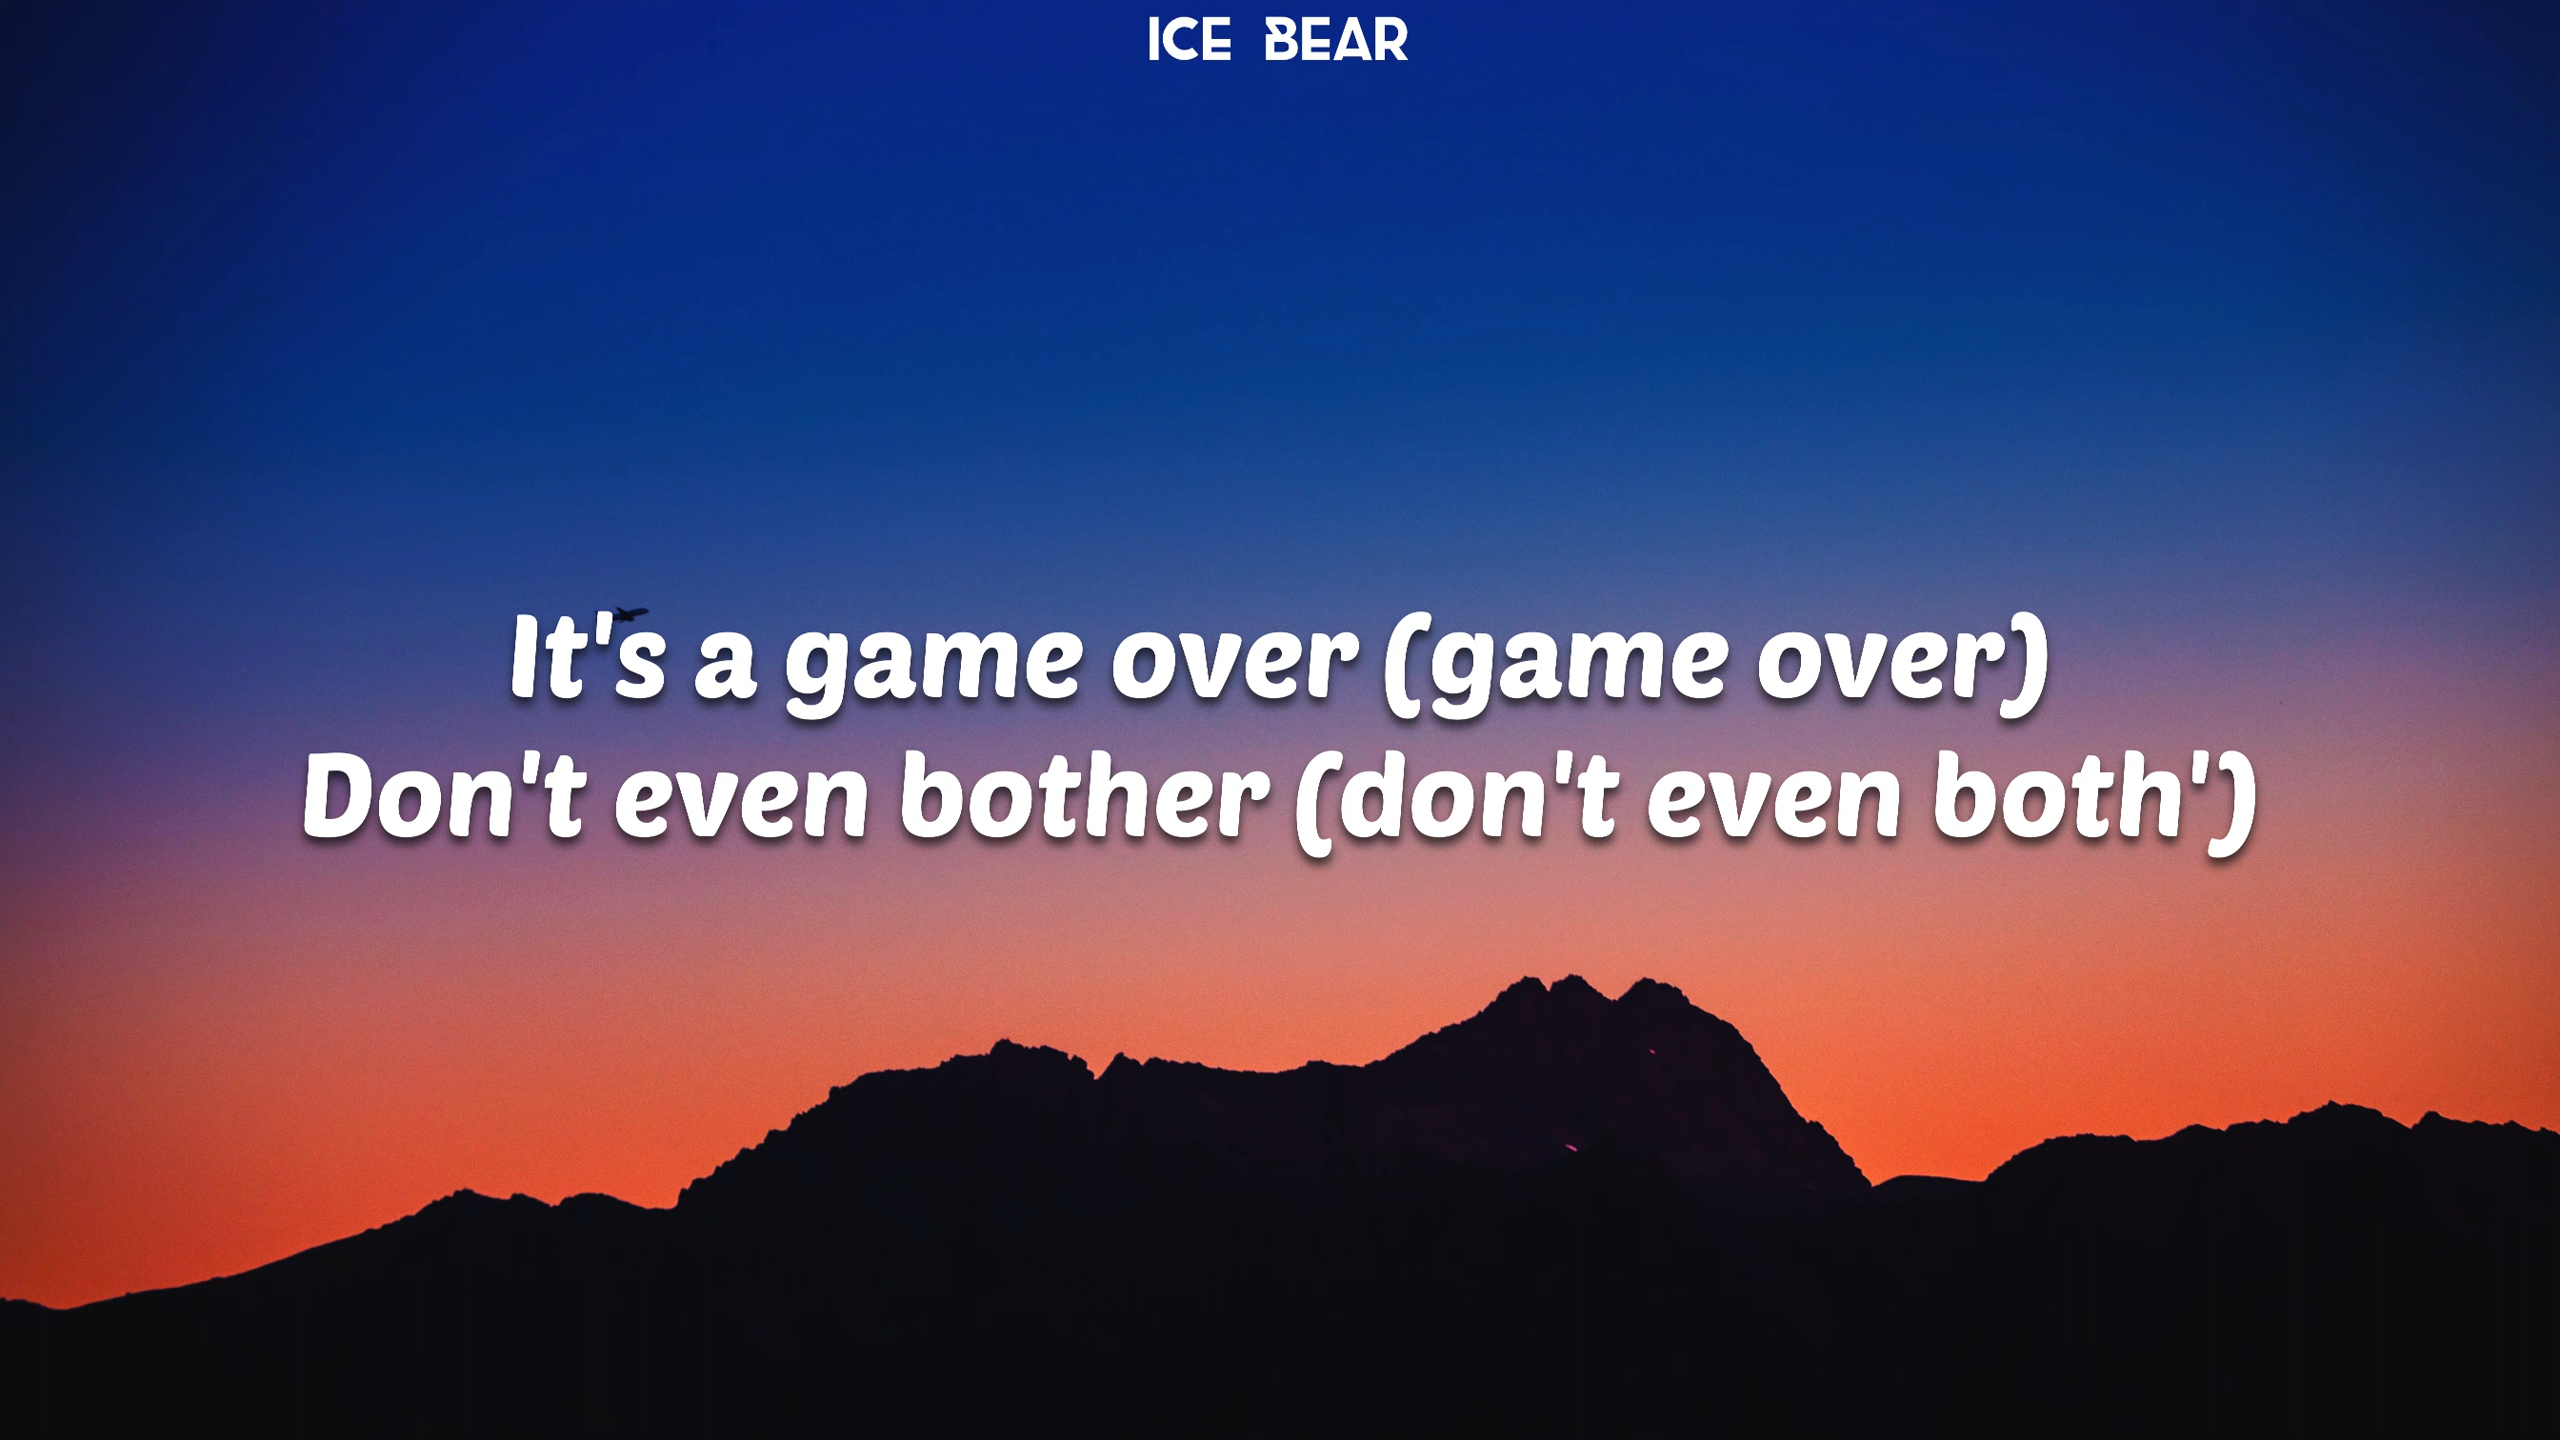 ICE BEAR
It's a game over (game over)
Don't even bother (don't even both')